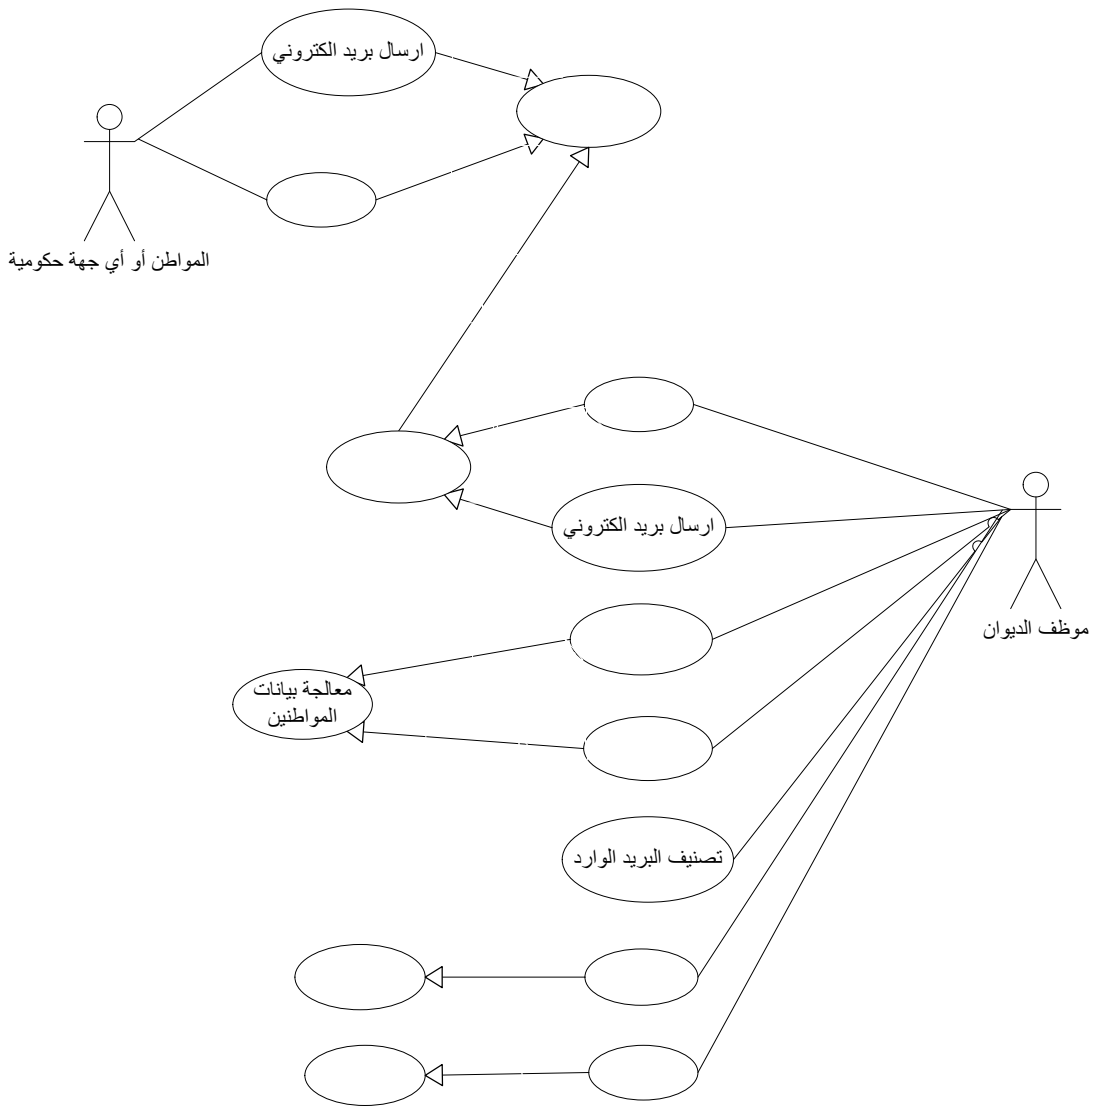 ارسال بريد الكتروني
المواطن أو أي جهة حكومية
ارسال بريد الكتروني
موظف الديوان
معالجة بيانات
المواطنين
تصنيف البريد الوارد